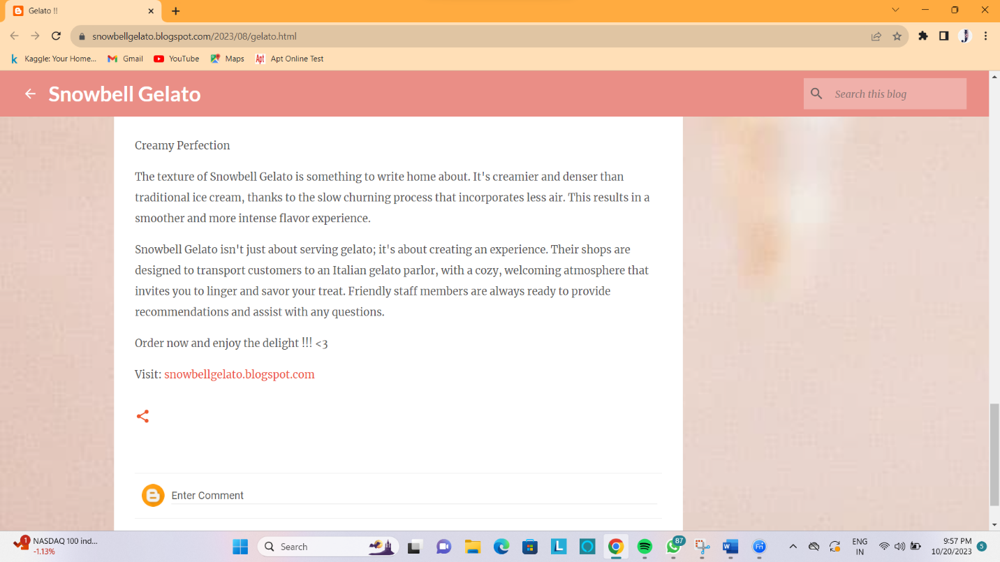 Gelato !!
snowbellgelato.blogspot.com/2023/08/gelato.html
Kaggle: Your Home... Gmail YouTube Maps Apt Apt Online Test
Snowbell Gelato
Search this blog
Creamy Perfection
The texture of Snowbell Gelato is something to write home about. It's creamier and denser than
traditional ice cream, thanks to the slow churning process that incorporates less air. This results in a
smoother and more intense flavor experience.
Snowbell Gelato isn't just about serving gelato; it's about creating an experience. Their shops are
designed to transport customers to an Italian gelato parlor, with a cozy, welcoming atmosphere that
invites you to linger and savor your treat. Friendly staff members are always ready to provide
recommendations and assist with any questions.
Order now and enjoy the delight !!! <3
Visit: snowbellgelato.blogspot.com
Enter Comment
1 NASDAQ 100 ind...
-1.13%
Search
87
ENG
IN
9:57 PM
10/20/2023
5